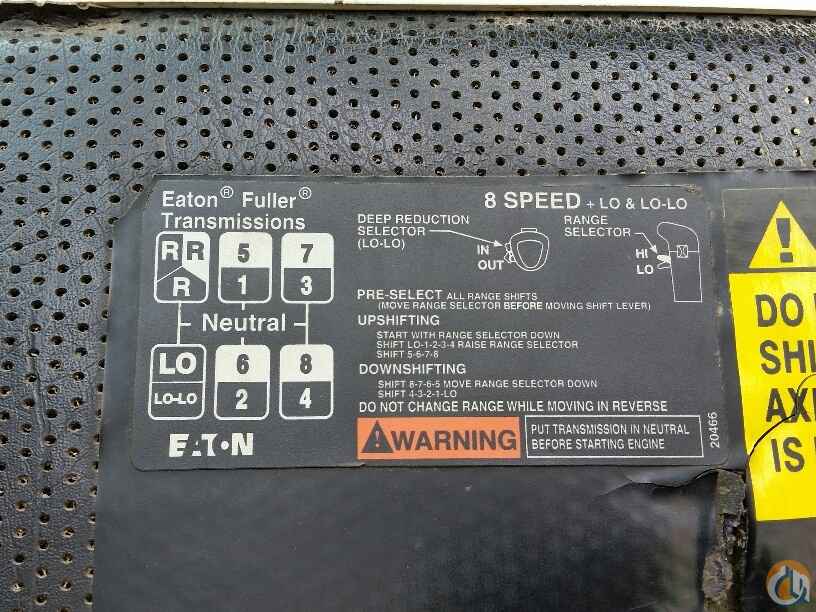 Eaton® Fuller®
Transmissions
R R
R
5
1
7
3
Neutral
LO
LO-LO
6
2
8
4
EATON
8 SPEED + LO & LO-LO
DEEP REDUCTION
SELECTOR
(LO-LO)
IN
OUT
RANGE
SELECTOR
HI
LO
PRE-SELECT ALL RANGE SHIFTS
(MOVE RANGE SELECTOR BEFORE MOVING SHIFT LEVER)
UPSHIFTING
START WITH RANGE SELECTOR DOWN
SHIFT LO-1-2-3-4 RAISE RANGE SELECTOR
SHIFT 5-6-7-8
DOWNSHIFTING
SHIFT 8-7-6-5 MOVE RANGE SELECTOR DOWN
SHIFT 4-3-2-1-LO
DO NOT CHANGE RANGE WHILE MOVING IN REVERSE
WARNING
PUT TRANSMISSION IN NEUTRAL
BEFORE STARTING ENGINE
20466
DO
SHI
AX
IS